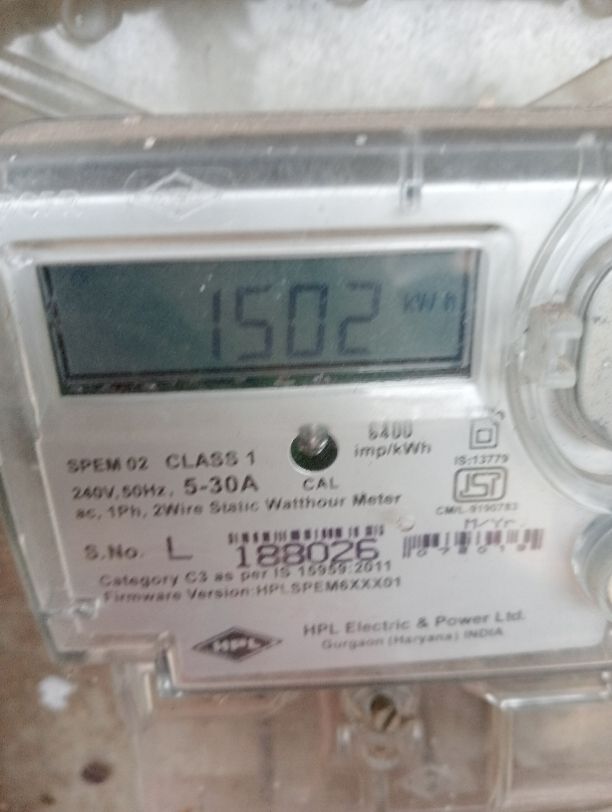 1502 kWh
6400
imp/kWh
SPEM 02 CLASS 1
IS:13779
240V,50Hz, 5-30A
CAL
ac, 1Ph, 2Wire Static Watthour Meter
CM/L-9190783
M/Yr
S.No. L 188026
Category C3 as per IS 15959:2011
Firmware Version:HPLSPEM6XXX01
HPL
HPL Electric & Power Ltd.
Gurgaon (Haryana) INDIA